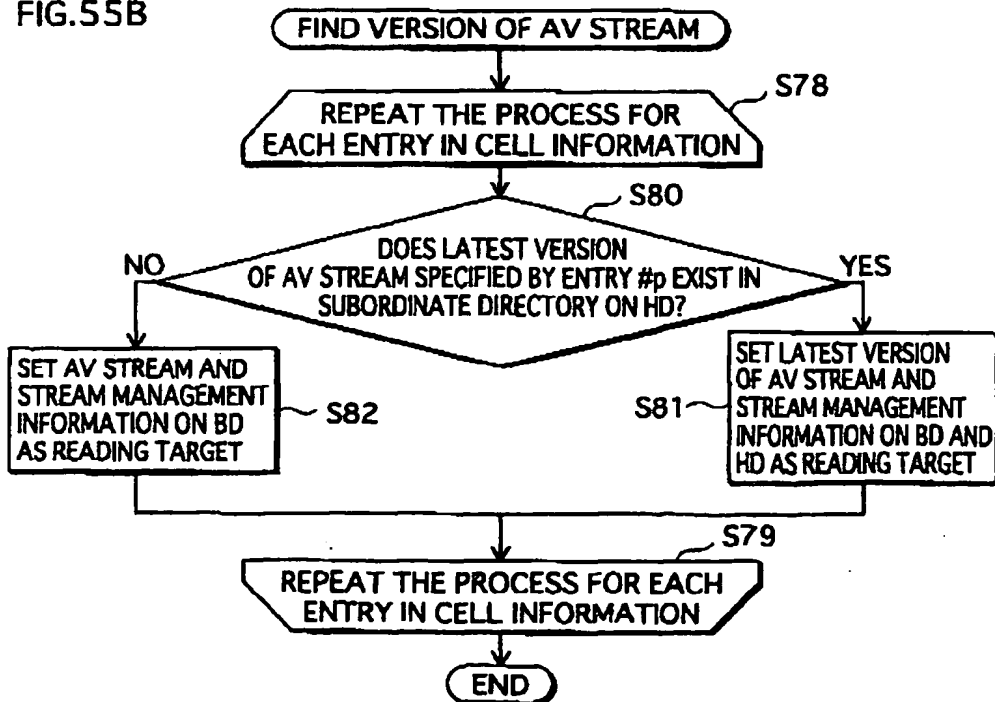 FIG.55B
FIND VERSION OF AV STREAM
S78
REPEAT THE PROCESS FOR
EACH ENTRY IN CELL INFORMATION
S80
DOES LATEST VERSION
OF AV STREAM SPECIFIED BY ENTRY #p EXIST IN
SUBORDINATE DIRECTORY ON HD?
NO
YES
SET AV STREAM AND
STREAM MANAGEMENT
INFORMATION ON BD
AS READING TARGET
S82
S81
SET LATEST VERSION
OF AV STREAM AND
STREAM MANAGEMENT
INFORMATION ON BD AND
HD AS READING TARGET
S79
REPEAT THE PROCESS FOR EACH
ENTRY IN CELL INFORMATION
END